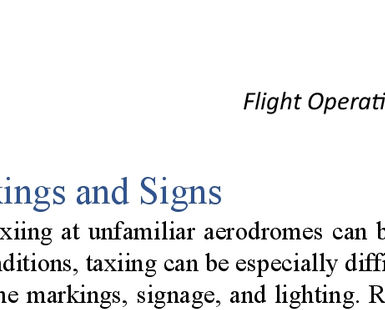 Flight Operati
kings and Signs
xiing at unfamiliar aerodromes can b
nditions, taxiing can be especially diffi
ne markings, signage, and lighting. R